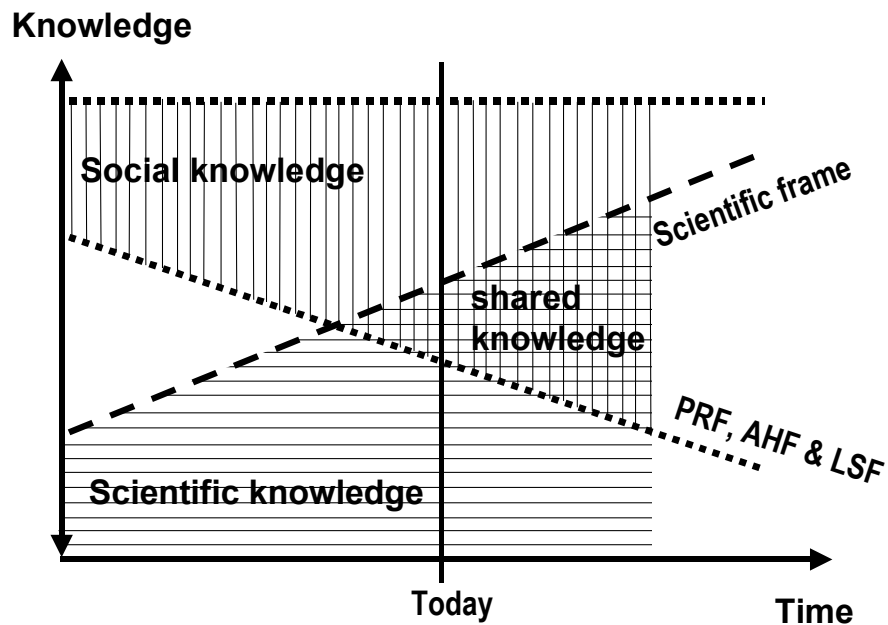 Knowledge
Social knowledge
Scientific frame
shared
knowledge
PRF, AHF & LSF
Scientific knowledge
Today
Time